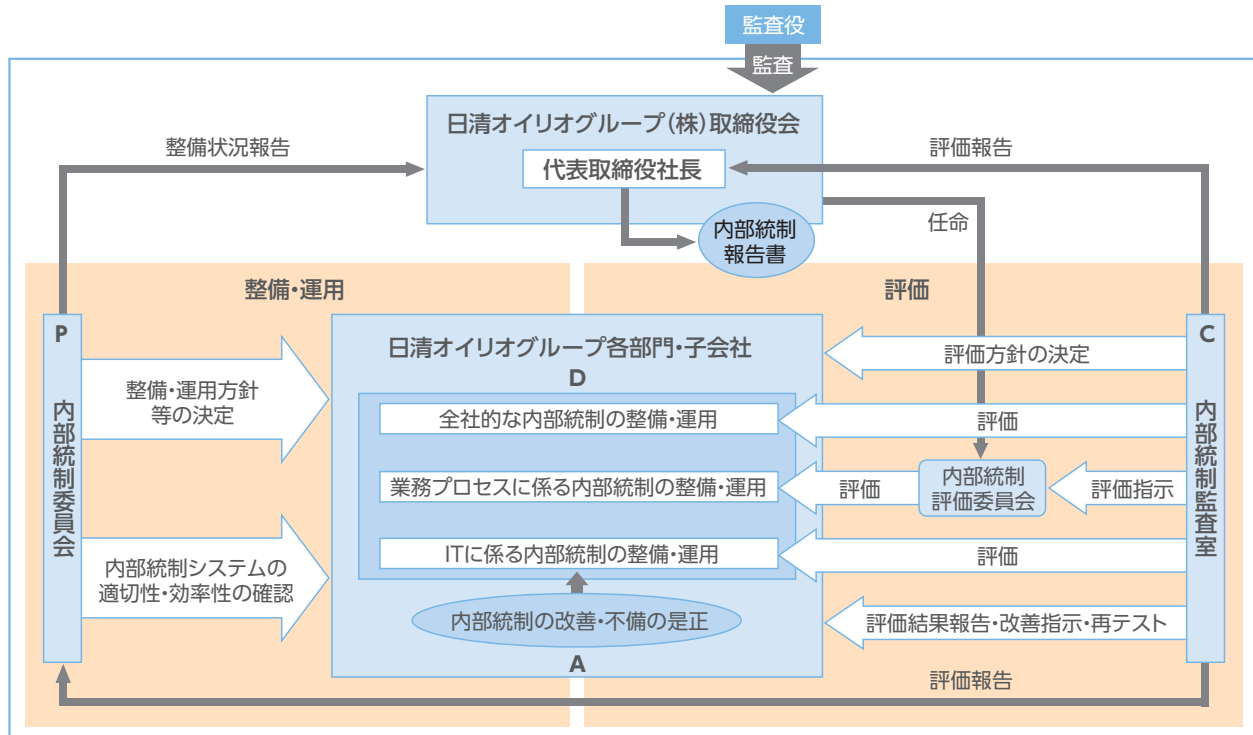 監査役
監査
日清オイリオグループ(株)取締役会
代表取締役社長
内部統制
報告書
整備状況報告
評価報告
任命
整備・運用
評価
P
内部統制委員会
整備・運用方針
等の決定
内部統制システムの
適切性・効率性の確認
日清オイリオグループ各部門・子会社
D
全社的な内部統制の整備・運用
業務プロセスに係る内部統制の整備・運用
ITに係る内部統制の整備・運用
内部統制の改善・不備の是正
A
評価方針の決定
評価
評価
内部統制
評価委員会
評価指示
評価
評価結果報告・改善指示・再テスト
C
内部統制監査室
評価報告